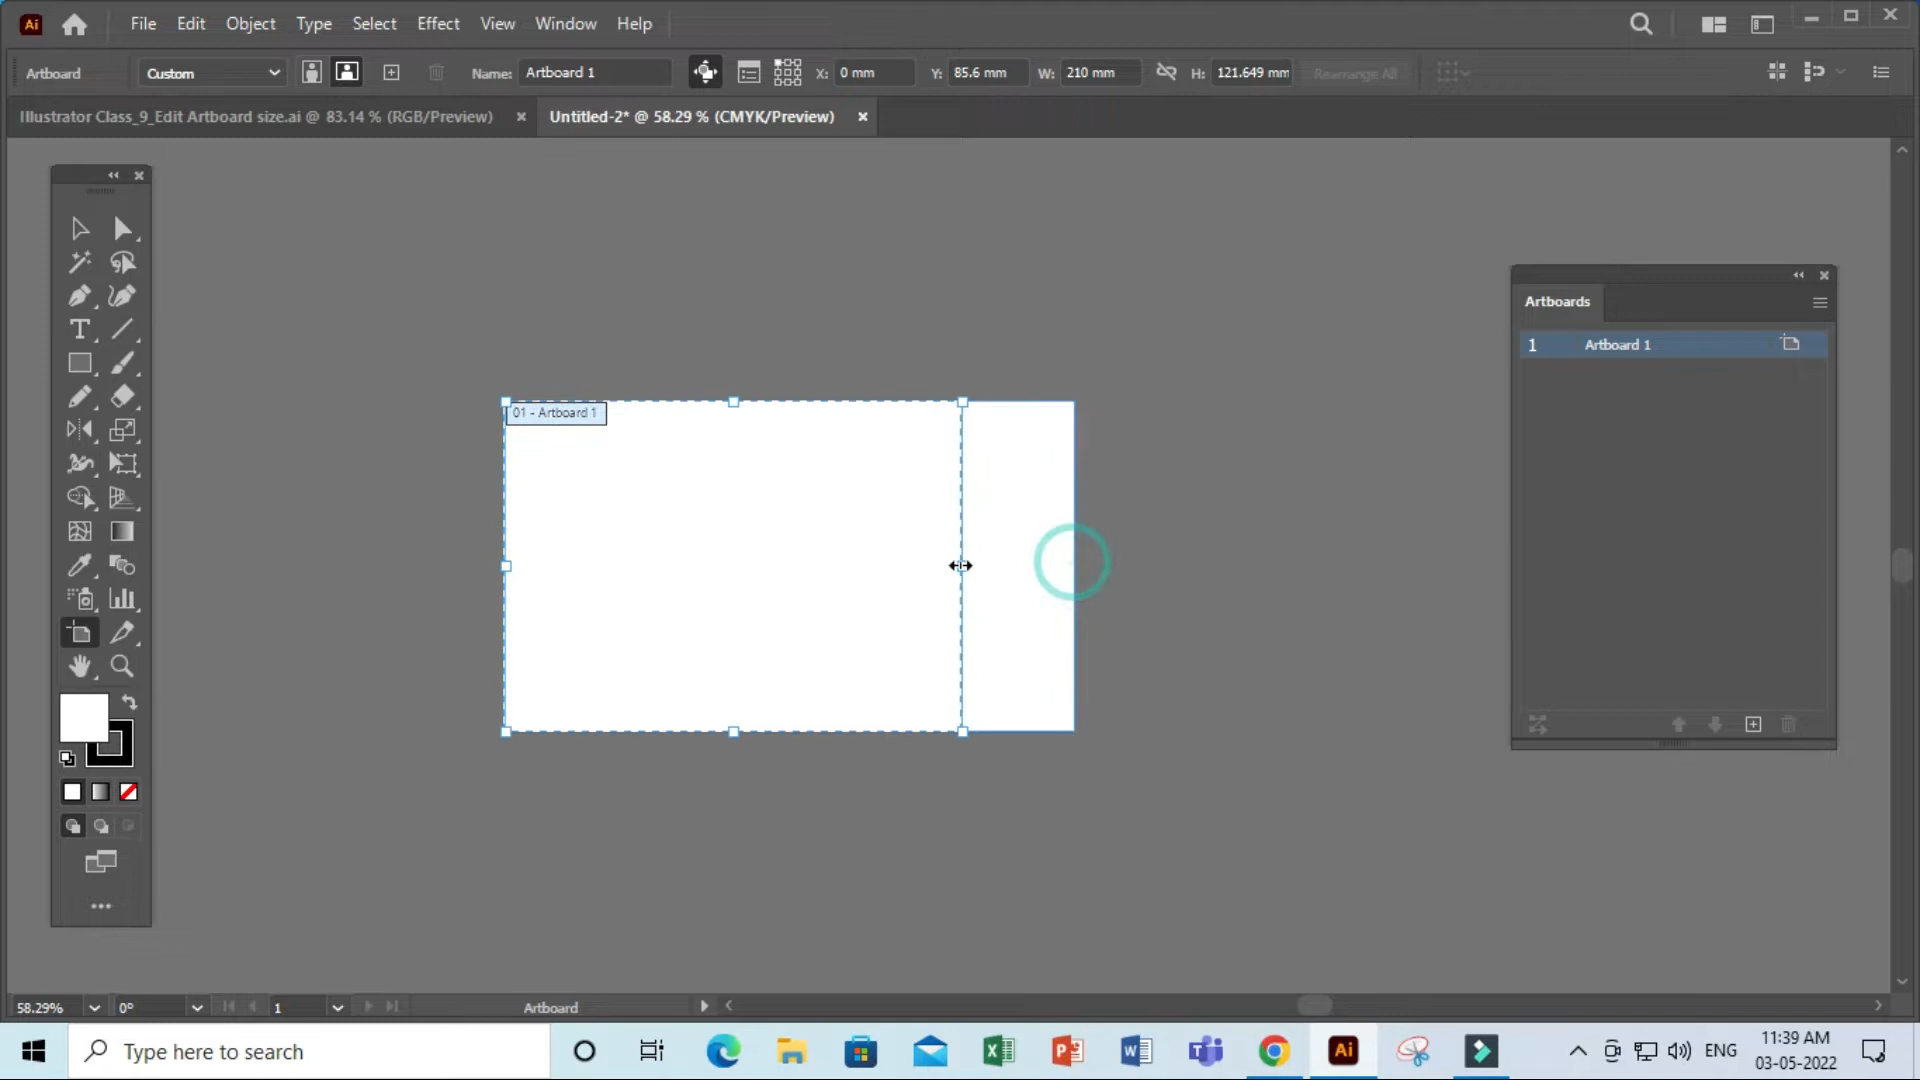 Ai File Edit Object Type Select Effect View Window Help
Artboard Custom Name: Artboard 1 X: 0 mm Y: 85.6 mm W: 210 mm H: 121.649 mm Rearrange All
Illustrator Class_9_Edit Artboard size.ai @ 83.14 % (RGB/Preview) × Untitled-2* @ 58.29 % (CMYK/Preview) ×
Artboards
1 Artboard 1
01 - Artboard 1
58.29% 0° 1 Artboard
Type here to search
Ai
ENG
11:39 AM
03-05-2022